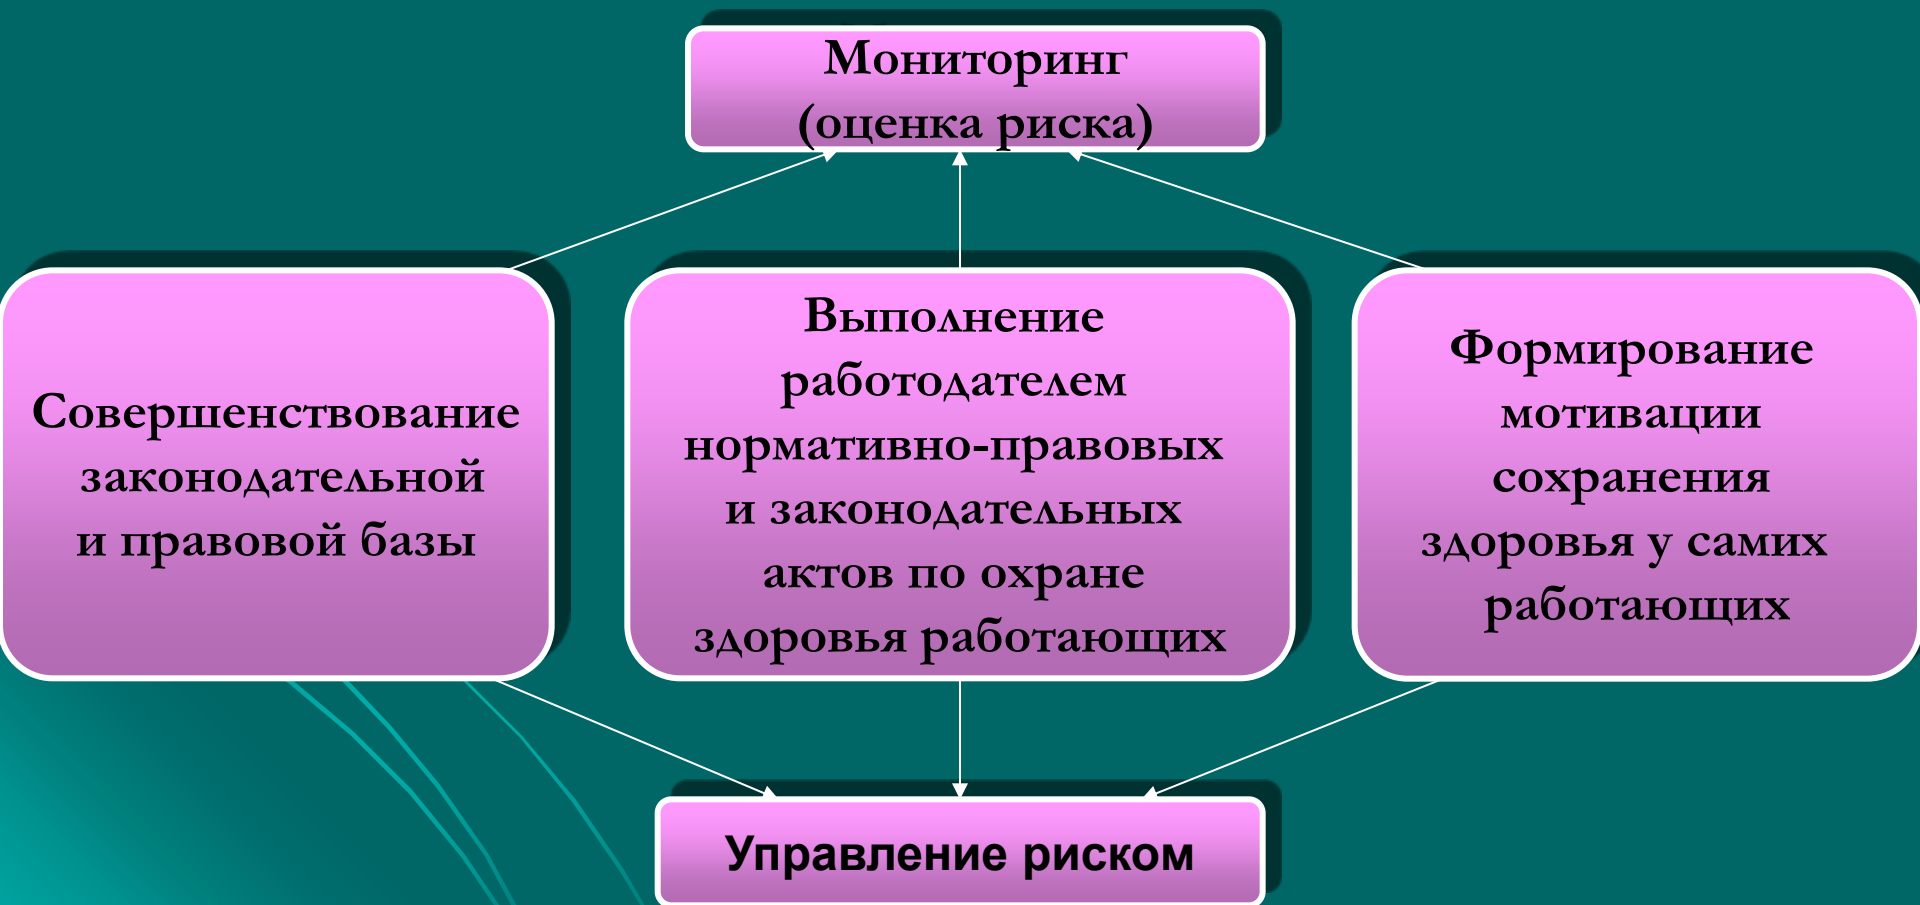 Мониторинг
(оценка риска)
Совершенствование
законодательной
и правовой базы
Выполнение
работодателем
нормативно-правовых
и законодательных
актов по охране
здоровья работающих
Формирование
мотивации
сохранения
здоровья у самих
работающих
Управление риском